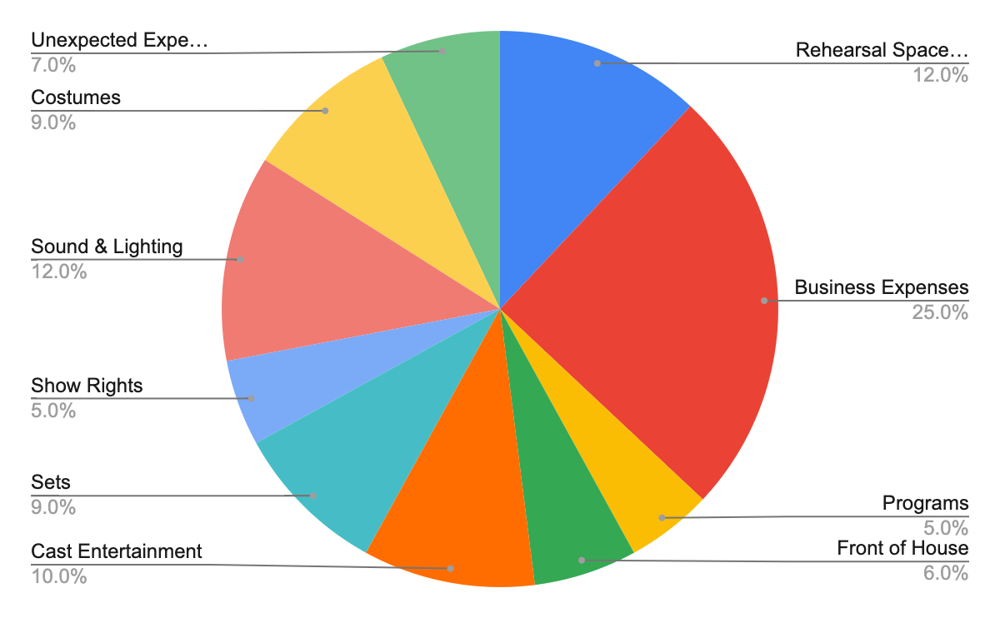 Unexpected Expe…
7.0%
Costumes
9.0%
Sound & Lighting
12.0%
Show Rights
5.0%
Sets
9.0%
Cast Entertainment
10.0%
Rehearsal Space…
12.0%
Business Expenses
25.0%
Programs
5.0%
Front of House
6.0%